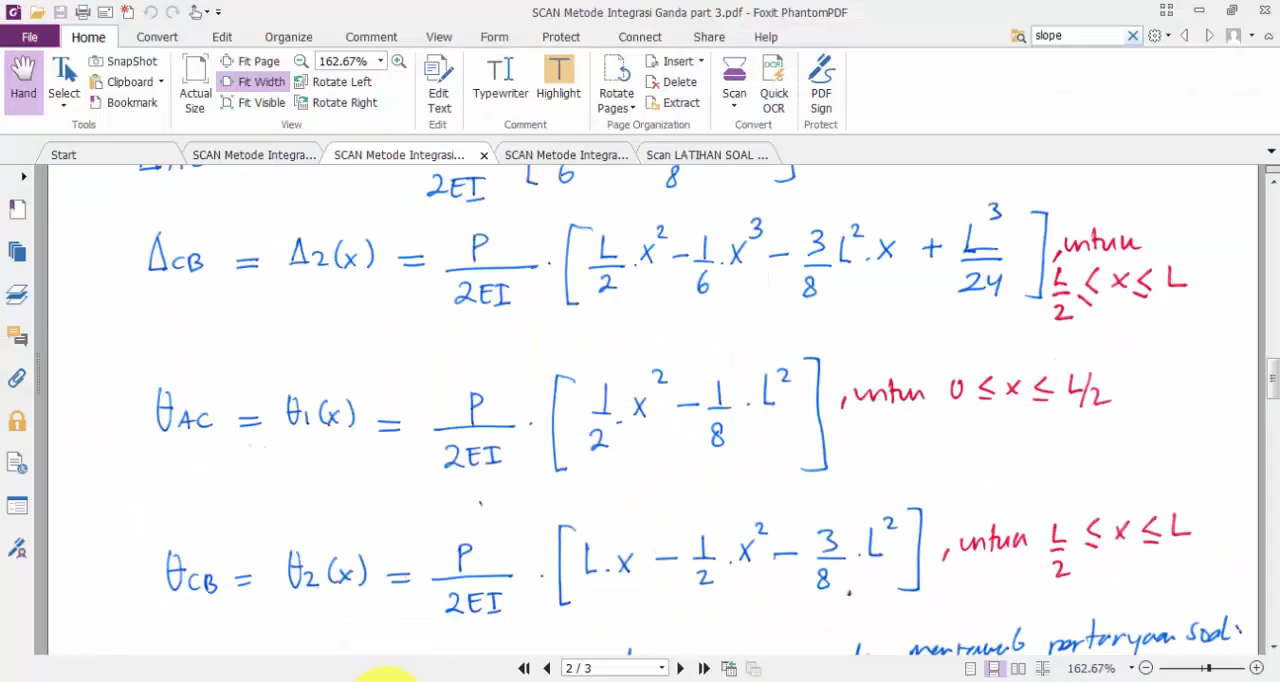 SCAN Metode Integrasi Ganda part 3.pdf - Foxit PhantomPDF
File Home Convert Edit Organize Comment View Form Protect Connect Share Help slope
Hand Select SnapShot Clipboard Bookmark Tools
Actual Size Fit Page Fit Width Fit Visible 162.67% Rotate Left Rotate Right View
Edit Text Edit
Typewriter Highlight Comment
Rotate Pages Insert Delete Extract Page Organization
Scan Quick OCR Convert
PDF Sign Protect
Start SCAN Metode Integra... SCAN Metode Integrasi... SCAN Metode Integra... Scan LATIHAN SOAL ...
2EI [ 6 8 ]
ΔCB = Δ2(x) = P/2EI · [L/2 · x² - 1/6 · x³ - 3/8 L² · x + L³/24], untuk L/2 ≤ x ≤ L
θAC = θ1(x) = P/2EI · [1/2 · x² - 1/8 · L²], untuk 0 ≤ x ≤ L/2
θCB = θ2(x) = P/2EI · [L·x - 1/2 · x² - 3/8 · L²], untuk L/2 ≤ x ≤ L
menjawab pertanyaan soal
2 / 3 162.67%